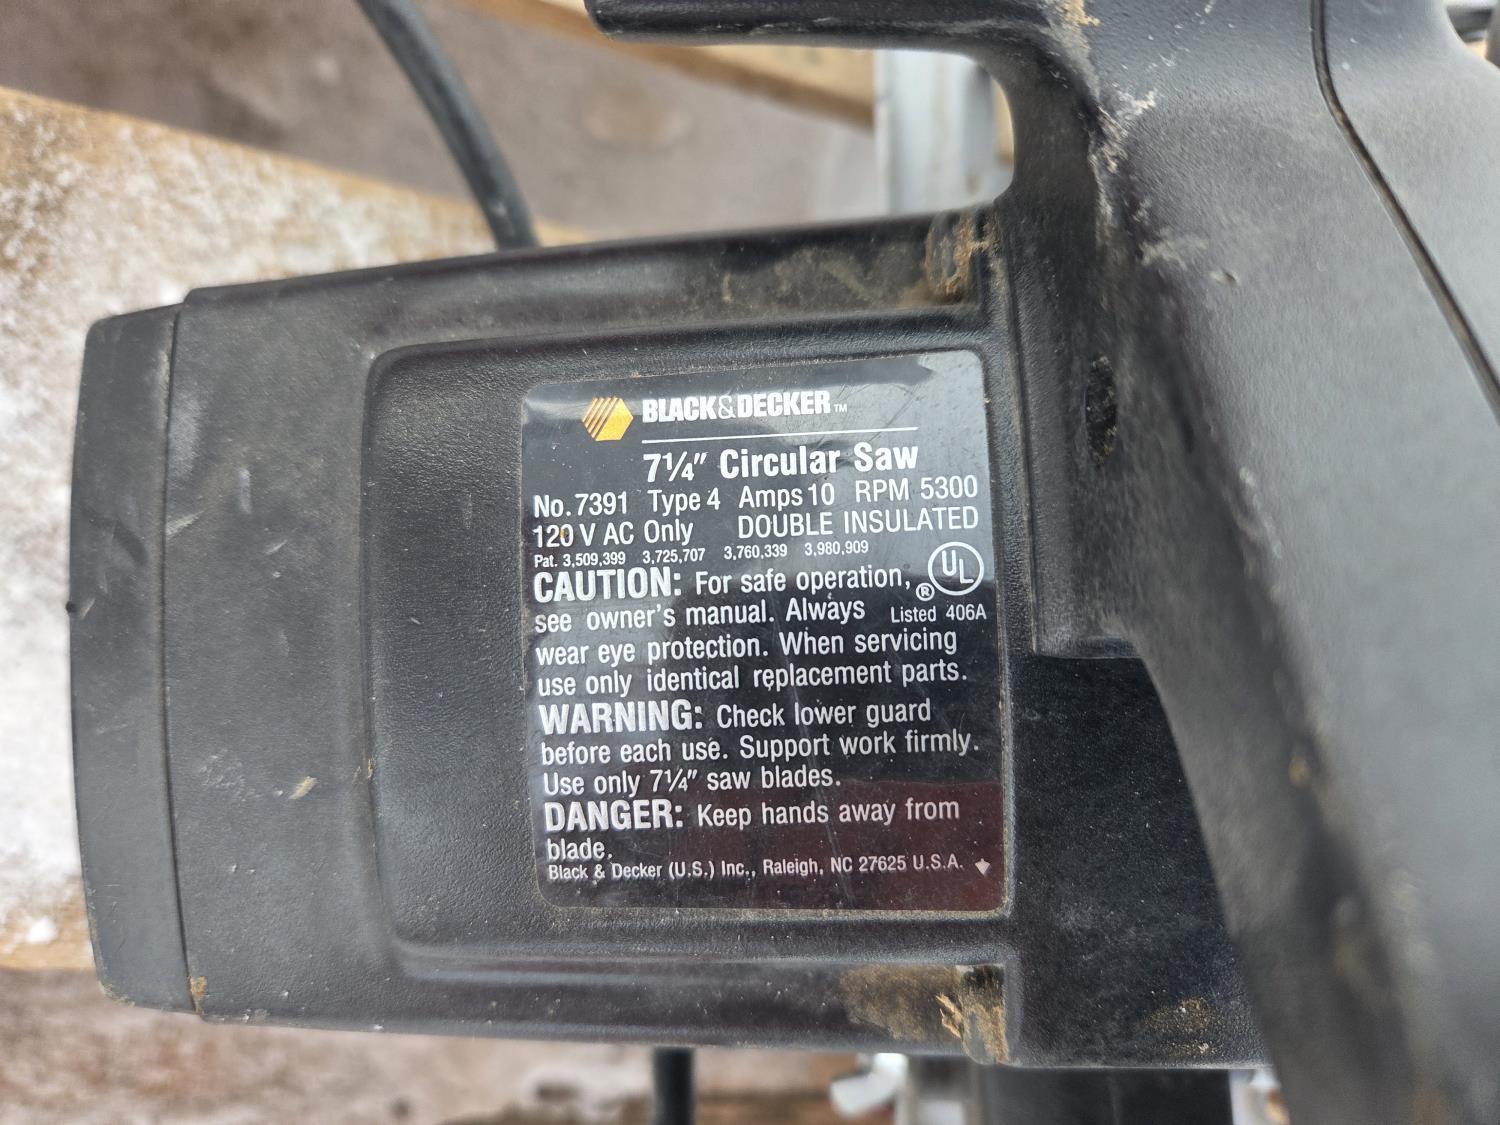 BLACK&DECKER™
7¼" Circular Saw
No. 7391 Type 4 Amps 10 RPM 5300
120 V AC Only DOUBLE INSULATED
Pat. 3,509,399 3,725,707 3,760,339 3,980,909
CAUTION: For safe operation,
see owner's manual. Always
wear eye protection. When servicing
use only identical replacement parts.
UL ®
Listed 406A
WARNING: Check lower guard
before each use. Support work firmly.
Use only 7¼" saw blades.
DANGER: Keep hands away from
blade.
Black & Decker (U.S.) Inc., Raleigh, NC 27625 U.S.A.